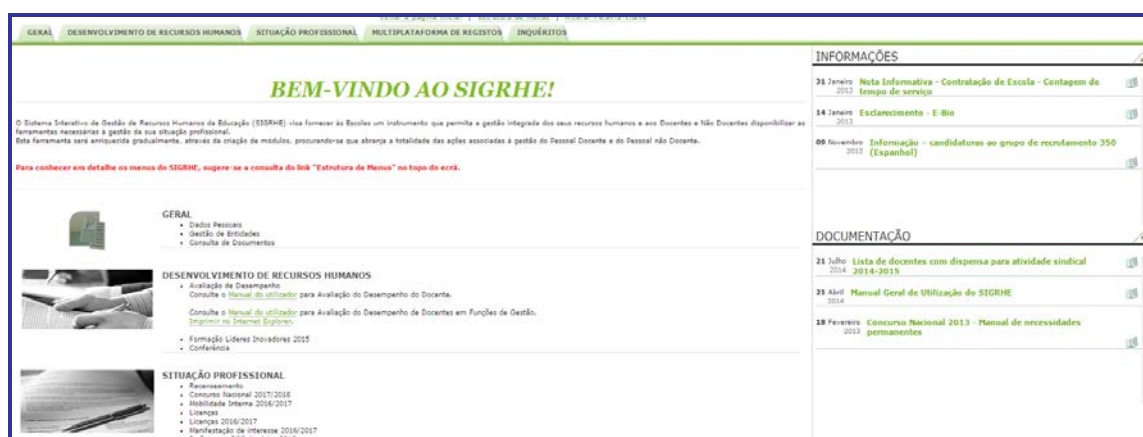 GERAL
DESENVOLVIMENTO DE RECURSOS HUMANOS
SITUAÇÃO PROFISSIONAL
MULTIPLATAFORMA DE REGISTOS
INQUÉRITOS
BEM-VINDO AO SIGRHE!
O Sistema Interativo de Gestão de Recursos Humanos da Educação (SIGRHE) visa fornecer às Escolas um instrumento que permita a gestão integrada dos seus recursos humanos e aos Docentes e Não Docentes disponibilizar as
ferramentas necessárias à gestão da sua situação profissional.
Esta ferramenta será enriquecida gradualmente, através da criação de módulos, procurando-se que abranja a totalidade das ações associadas à gestão do Pessoal Docente e do Pessoal não Docente.
Para conhecer em detalhe os menus do SIGRHE, sugere-se a consulta do link "Estrutura de Menus" no topo do ecrã.
GERAL
Dados Pessoais
Gestão de Entidades
Consulta de Documentos
DESENVOLVIMENTO DE RECURSOS HUMANOS
Avaliação de Desempenho
Consulte o Manual do utilizador para Avaliação do Desempenho do Docente.
Consulte o Manual do utilizador para Avaliação do Desempenho de Docentes em Funções de Gestão.
Imprimir no Internet Explorer.
Formação Líderes Inovadores 2015
Conferência
SITUAÇÃO PROFISSIONAL
Recenseamento
Concurso Nacional 2017/2018
Mobilidade Interna 2016/2017
Licenças
Licenças 2016/2017
Manifestação de interesse 2016/2017
INFORMAÇÕES
31 Janeiro Nota Informativa - Contratação de Escola - Contagem de
2013 tempo de serviço
14 Janeiro Esclarecimento - E-Bio
2013
09 Novembro Informação – candidaturas ao grupo de recrutamento 350
2012 (Espanhol)
DOCUMENTAÇÃO
21 Julho Lista de docentes com dispensa para atividade sindical
2014 2014-2015
21 Abril Manual Geral de Utilização do SIGRHE
2014
18 Fevereiro Concurso Nacional 2013 - Manual de necessidades
2013 permanentes